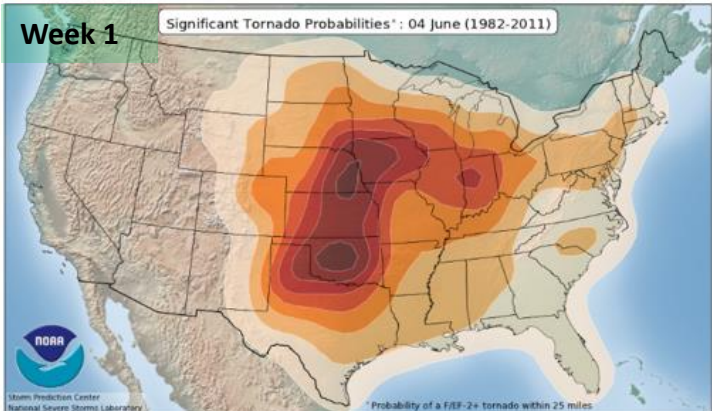 Week 1
Significant Tornado Probabilities*: 04 June (1982-2011)
NOAA
Storm Prediction Center
National Severe Storms Laboratory
*Probability of a F/EF-2+ tornado within 25 miles